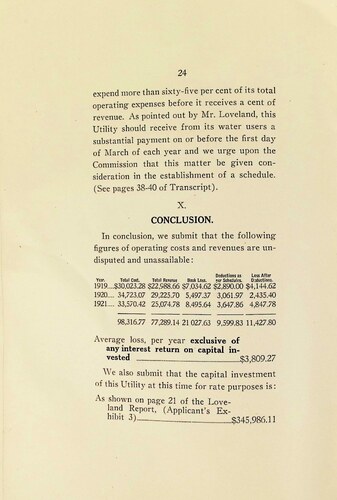 24
expend more than sixty-five per cent of its total
operating expenses before it receives a cent of
revenue. As pointed out by Mr. Loveland, this
Utility should receive from its water users a
substantial payment on or before the first day
of March of each year and we urge upon the
Commission that this matter be given con-
sideration in the establishment of a schedule.
(See pages 38-40 of Transcript).
X.
CONCLUSION.
In conclusion, we submit that the following
figures of operating costs and revenues are un-
disputed and unassailable:
Year. Total Cost. Total Revenue Book Loss. Deductions as per Schedules. Loss After Deductions.
1919....$30,023.28 $22,988.66 $7,034.62 $2,890.00 $4,144.62
1920.... 34,723.07 29,225.70 5,497.37 3,061.97 2,435.40
1921.... 33,570.42 25,074.78 8,495.64 3,647.86 4,847.78
98,316.77 77,289.14 21 027.63 9,599.83 11,427.80
Average loss, per year exclusive of
any interest return on capital in-
vested $3,809.27
We also submit that the capital investment
of this Utility at this time for rate purposes is:
As shown on page 21 of the Love-
land Report, (Applicant's Ex-
hibit 3) $345,986.11